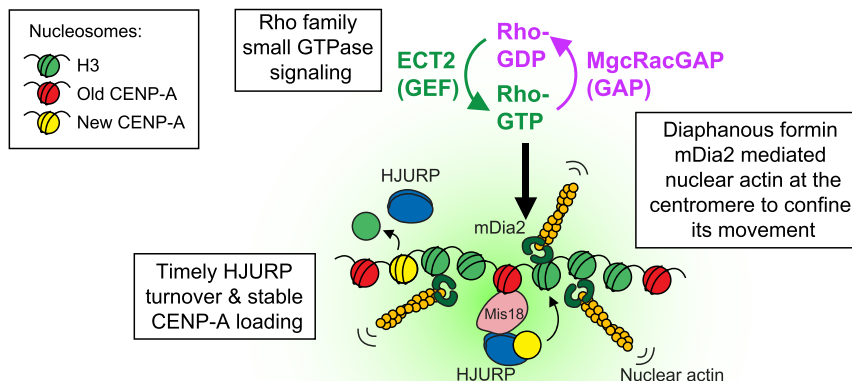 Nucleosomes:
H3
Old CENP-A
New CENP-A
Rho family
small GTPase
signaling
ECT2
(GEF)
Rho-
GDP
Rho-
GTP
MgcRacGAP
(GAP)
Diaphanous formin
mDia2 mediated
nuclear actin at the
centromere to confine
its movement
HJURP
mDia2
Timely HJURP
turnover & stable
CENP-A loading
Mis18
HJURP
Nuclear actin